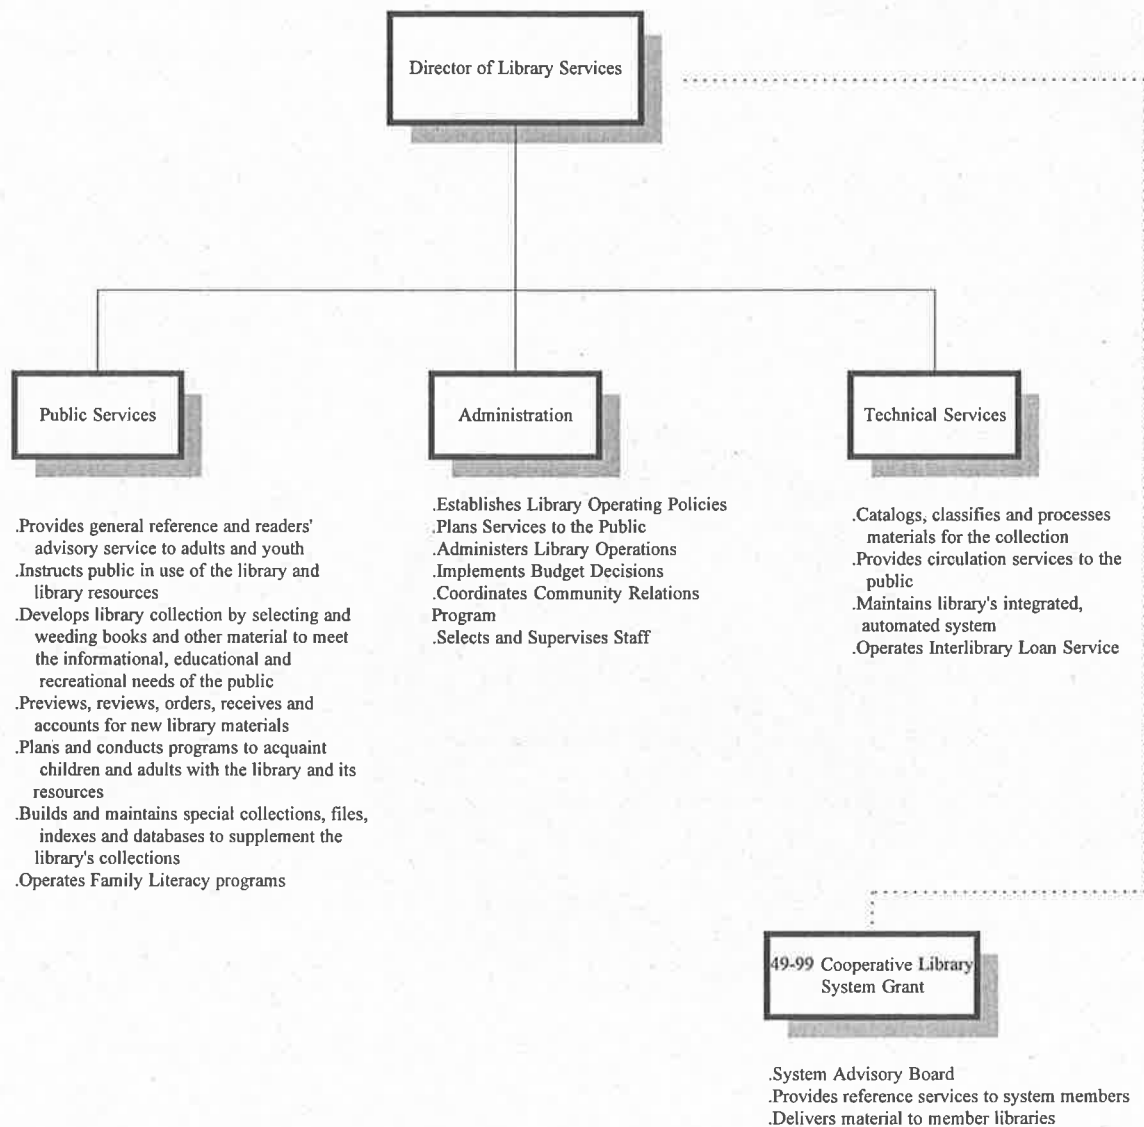 Director of Library Services
Public Services
.Provides general reference and readers'
advisory service to adults and youth
.Instructs public in use of the library and
library resources
.Develops library collection by selecting and
weeding books and other material to meet
the informational, educational and
recreational needs of the public
.Previews, reviews, orders, receives and
accounts for new library materials
.Plans and conducts programs to acquaint
children and adults with the library and its
resources
.Builds and maintains special collections, files,
indexes and databases to supplement the
library's collections
.Operates Family Literacy programs
Administration
.Establishes Library Operating Policies
.Plans Services to the Public
.Administers Library Operations
.Implements Budget Decisions
.Coordinates Community Relations
Program
.Selects and Supervises Staff
Technical Services
.Catalogs, classifies and processes
materials for the collection
.Provides circulation services to the
public
.Maintains library's integrated,
automated system
.Operates Interlibrary Loan Service
49-99 Cooperative Library
System Grant
.System Advisory Board
.Provides reference services to system members
.Delivers material to member libraries